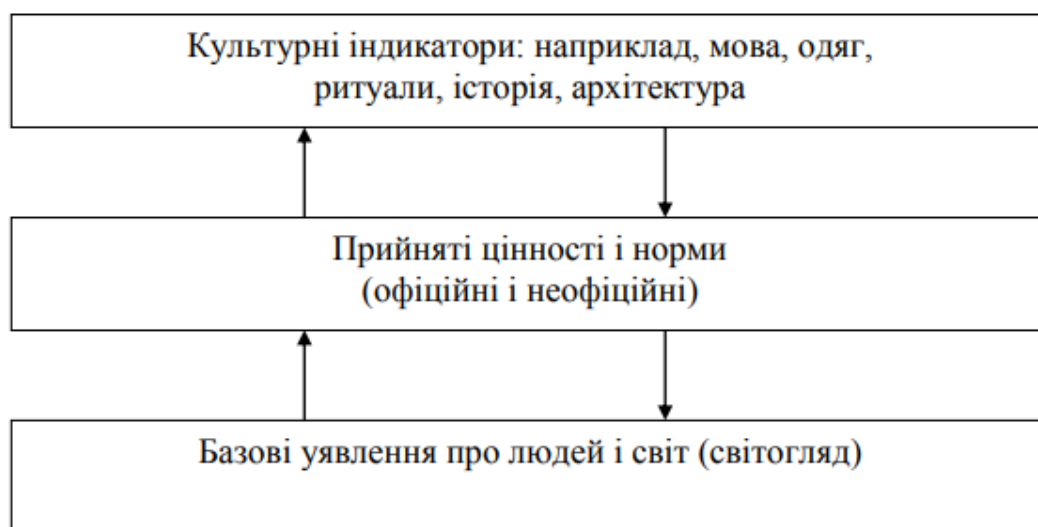 Культурні індикатори: наприклад, мова, одяг,
ритуали, історія, архітектура
Прийняті цінності і норми
(офіційні і неофіційні)
Базові уявлення про людей і світ (світогляд)